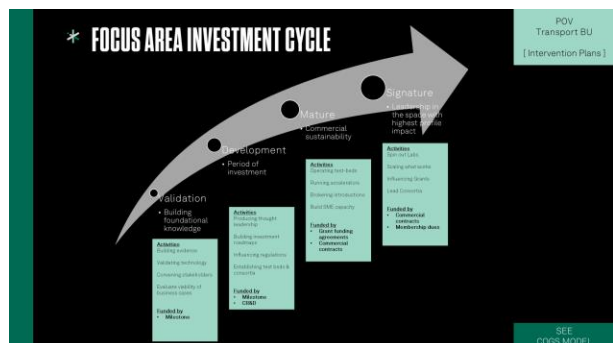 * FOCUS AREA INVESTMENT CYCLE
POV
Transport BU
[ Intervention Plans ]
Validation
• Building
foundational
knowledge
Activities
Building evidence
Validating technology
Convening stakeholders
Evaluate viability of
business cases
Funded by
• Milestone
Development
• Period of
investment
Activities
Producing thought
leadership
Building investment
roadmaps
Influencing regulations
Establishing test beds &
consortia
Funded by
• Milestone
• CR&D
Mature
• Commercial
sustainability
Activities
Operating test-beds
Running accelerators
Brokering introductions
Build SME capacity
Funded by
• Grant funding
agreements
• Commercial
contracts
Signature
• Leadership in
the space with
highest profile
impact
Activities
Spin out Labs
Scaling what works
Influencing Grants
Lead Consortia
Funded by
• Commercial
contracts
• Membership dues
SEE
COGS MODEL